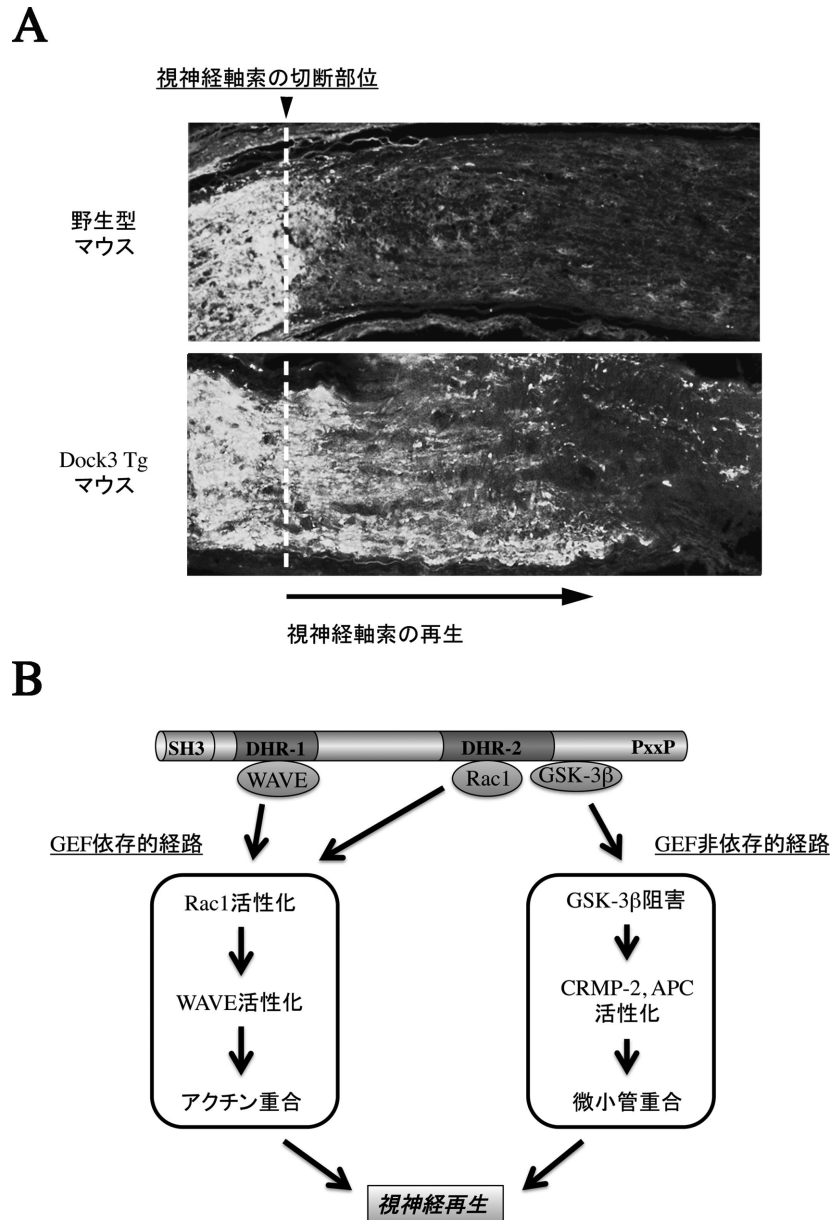 A
視神経軸索の切断部位
野生型
マウス
Dock3 Tg
マウス
視神経軸索の再生
B
SH3
DHR-1
DHR-2
PxxP
WAVE
Rac1
GSK-3β
GEF依存的経路
GEF非依存的経路
Rac1活性化
WAVE活性化
アクチン重合
GSK-3β阻害
CRMP-2, APC
活性化
微小管重合
視神経再生